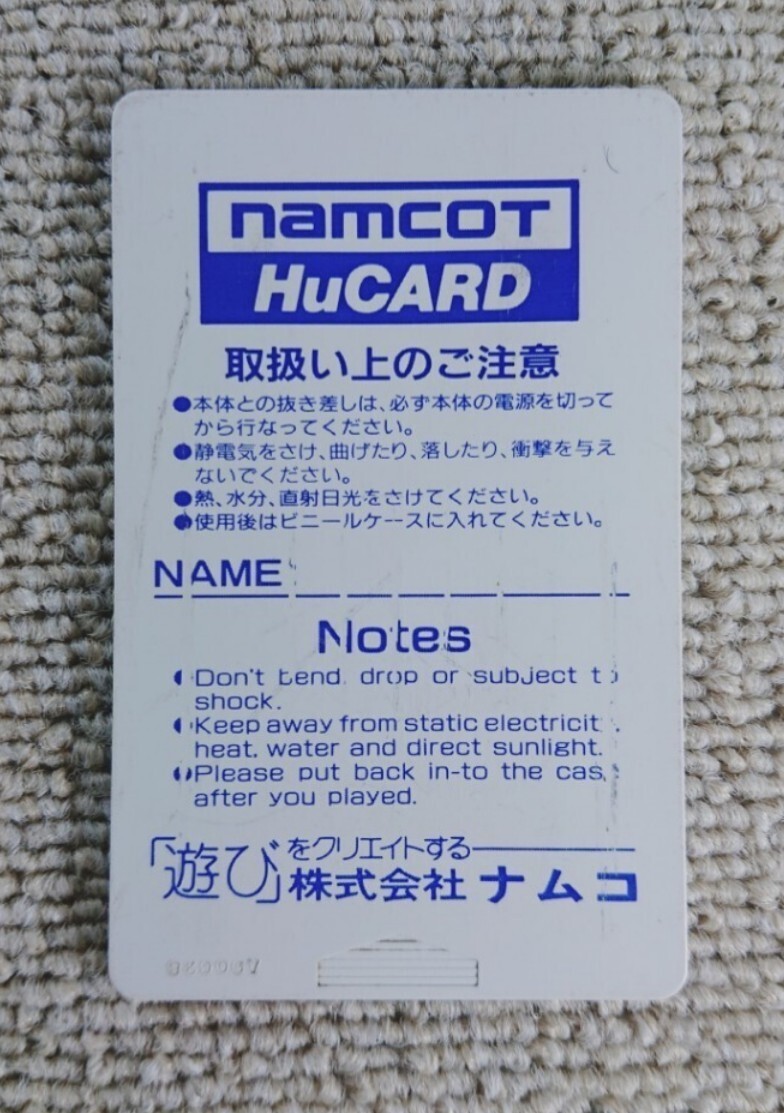 namcot
HuCARD
取扱い上のご注意
●本体との抜き差しは、必ず本体の電源を切って
から行なってください。
●静電気をさけ、曲げたり、落したり、衝撃を与え
ないでください。
●熱、水分、直射日光をさけてください。
●使用後はビニールケースに入れてください。
NAME
Notes
●Don't bend, drop or subject to
shock.
●Keep away from static electricity,
heat, water and direct sunlight.
●Please put back in-to the case
after you played.
「遊び」をクリエイトする
株式会社ナムコ